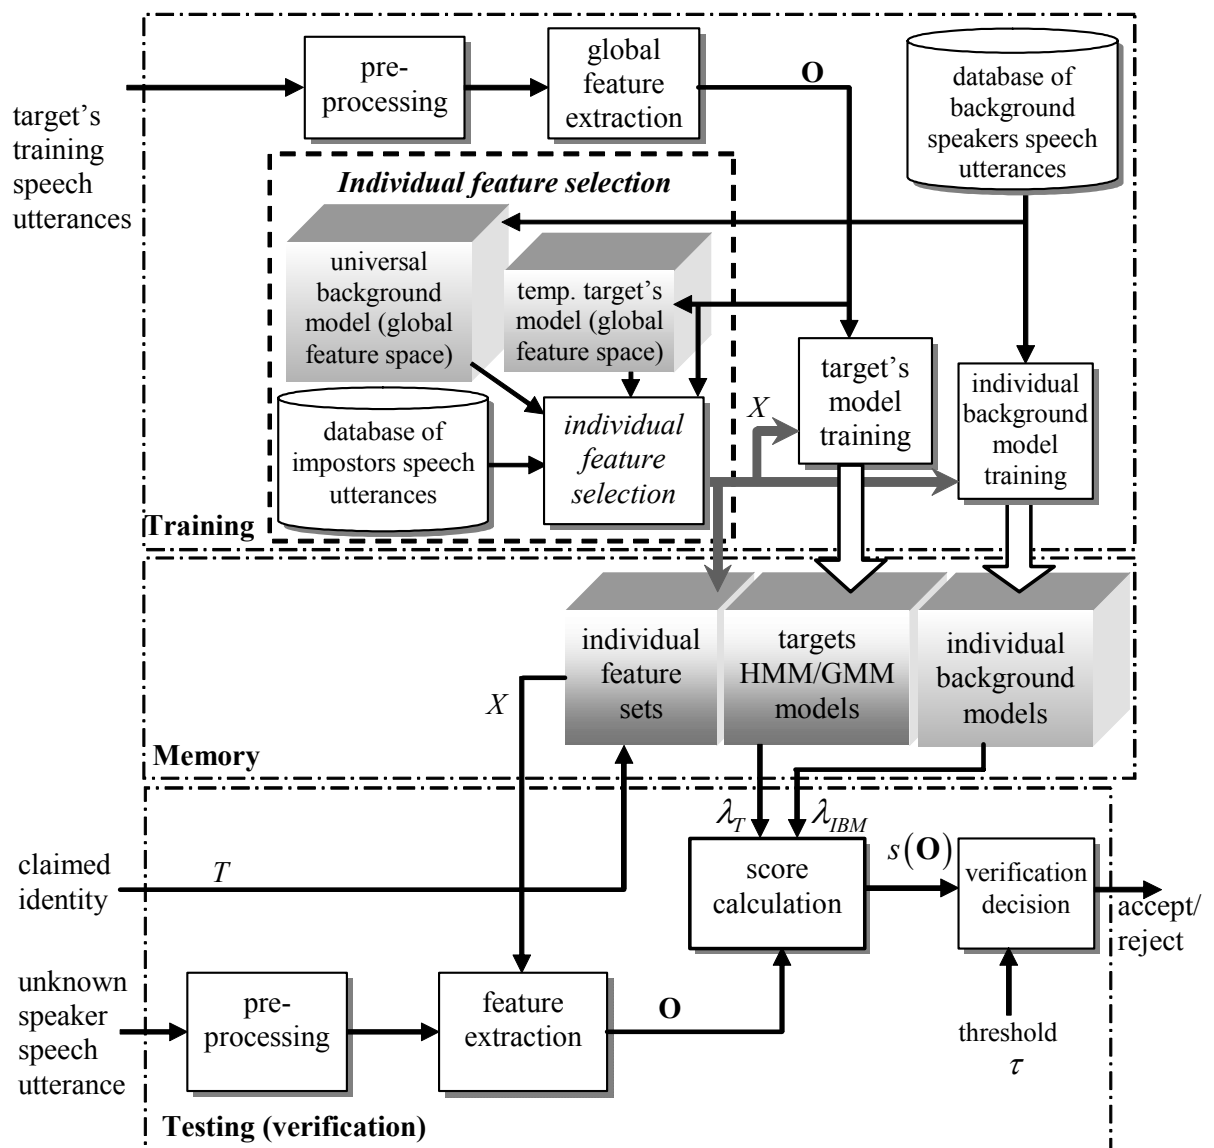 target's
training
speech
utterances
pre-
processing
global
feature
extraction
O
database of
background
speakers speech
utterances
Individual feature selection
universal
background
model (global
feature space)
temp. target's
model (global
feature space)
database of
impostors speech
utterances
individual
feature
selection
X
target's
model
training
individual
background
model
training
Training
individual
feature
sets
targets
HMM/GMM
models
individual
background
models
X
Memory
λT
λIBM
claimed
identity
T
score
calculation
s(O)
verification
decision
accept/
reject
unknown
speaker
speech
utterance
pre-
processing
feature
extraction
O
threshold
τ
Testing (verification)